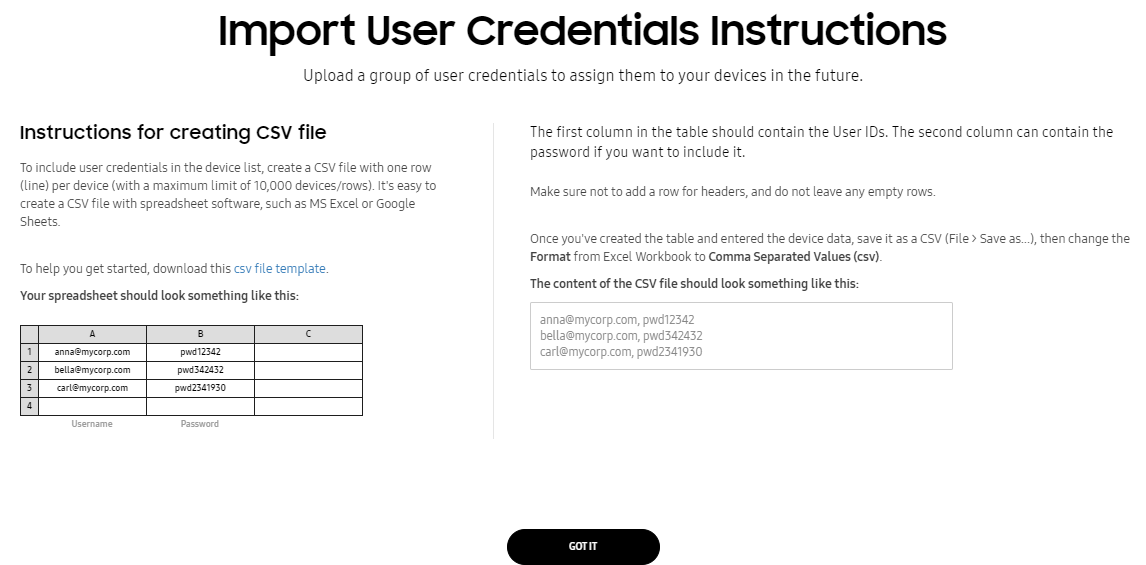 Import User Credentials Instructions
Upload a group of user credentials to assign them to your devices in the future.
Instructions for creating CSV file
To include user credentials in the device list, create a CSV file with one row
(line) per device (with a maximum limit of 10,000 devices/rows). It's easy to
create a CSV file with spreadsheet software, such as MS Excel or Google
Sheets.
To help you get started, download this csv file template.
Your spreadsheet should look something like this:
A B C
1 anna@mycorp.com pwd12342
2 bella@mycorp.com pwd342432
3 carl@mycorp.com pwd2341930
4
Username Password
The first column in the table should contain the User IDs. The second column can contain the
password if you want to include it.
Make sure not to add a row for headers, and do not leave any empty rows.
Once you've created the table and entered the device data, save it as a CSV (File > Save as...), then change the
Format from Excel Workbook to Comma Separated Values (csv).
The content of the CSV file should look something like this:
anna@mycorp.com, pwd12342
bella@mycorp.com, pwd342432
carl@mycorp.com, pwd2341930
GOT IT